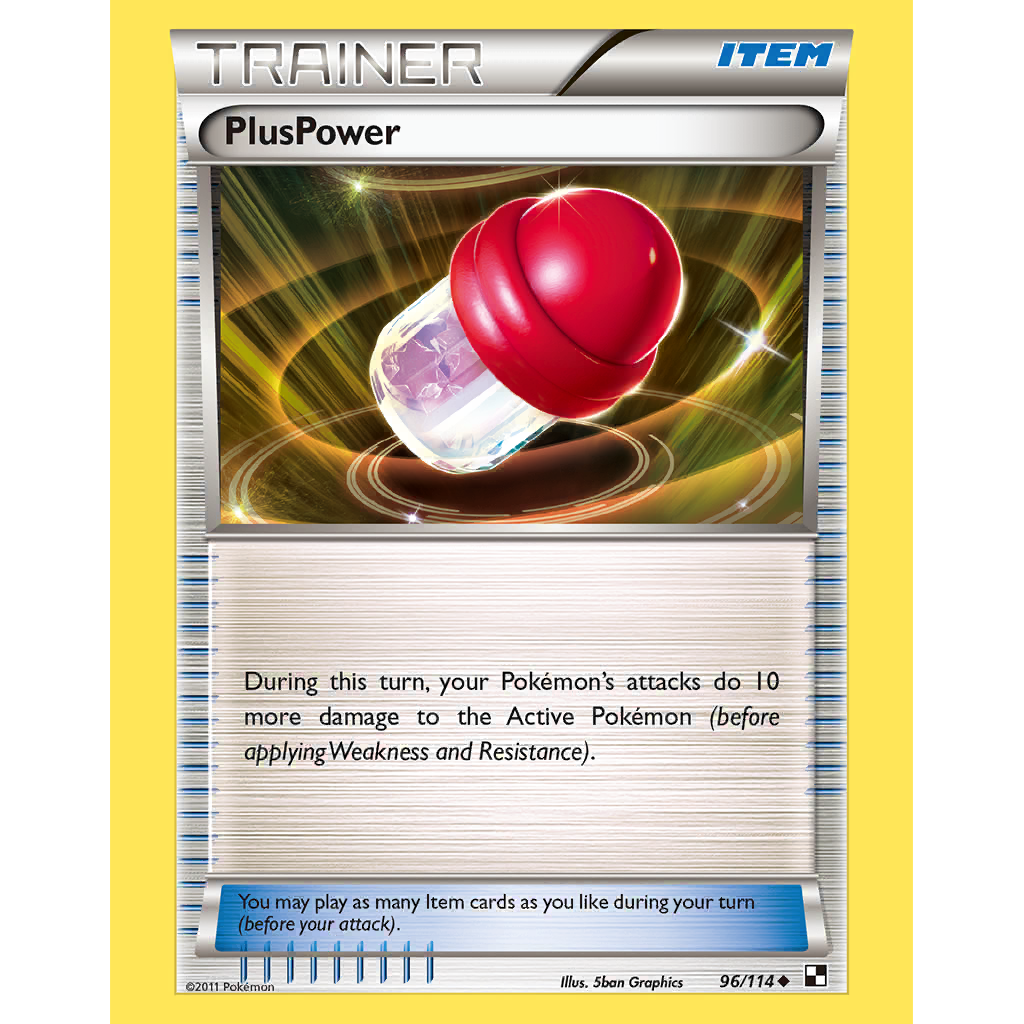 TRAINER
ITEM
PlusPower
During this turn, your Pokémon's attacks do 10
more damage to the Active Pokémon (before
applying Weakness and Resistance).
You may play as many Item cards as you like during your turn
(before your attack).
©2011 Pokémon
Illus. 5ban Graphics
96/114